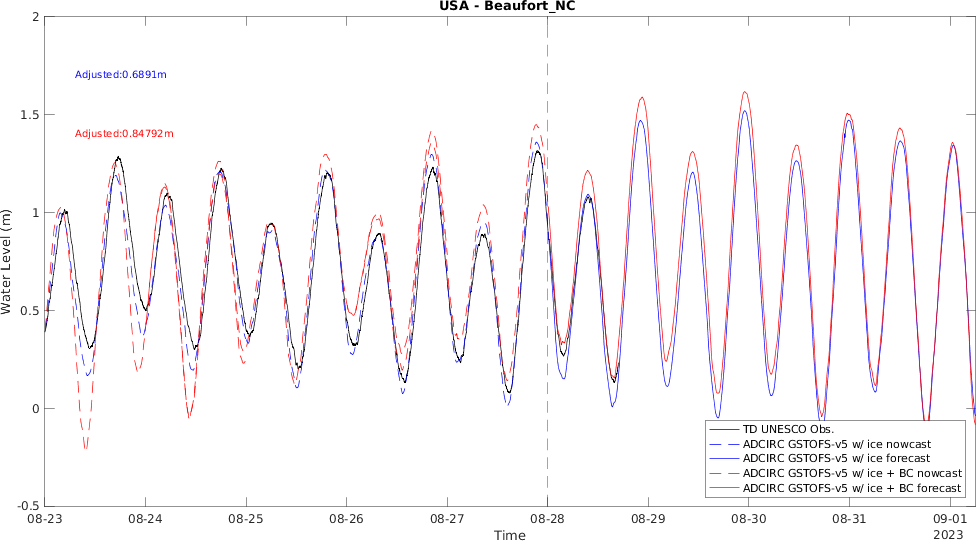 USA - Beaufort_NC
2
1.5
1
0.5
0
-0.5
Water Level (m)
Adjusted:0.6891m
Adjusted:0.84792m
TD UNESCO Obs.
ADCIRC GSTOFS-v5 w/ ice nowcast
ADCIRC GSTOFS-v5 w/ ice forecast
ADCIRC GSTOFS-v5 w/ ice + BC nowcast
ADCIRC GSTOFS-v5 w/ ice + BC forecast
08-23 08-24 08-25 08-26 08-27 08-28 08-29 08-30 08-31 09-01
Time
2023